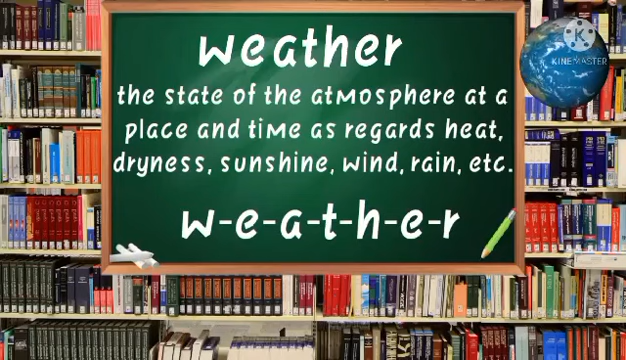 weather
the state of the atmosphere at a
place and time as regards heat,
dryness, sunshine, wind, rain, etc.
w-e-a-t-h-e-r
KINEMASTER